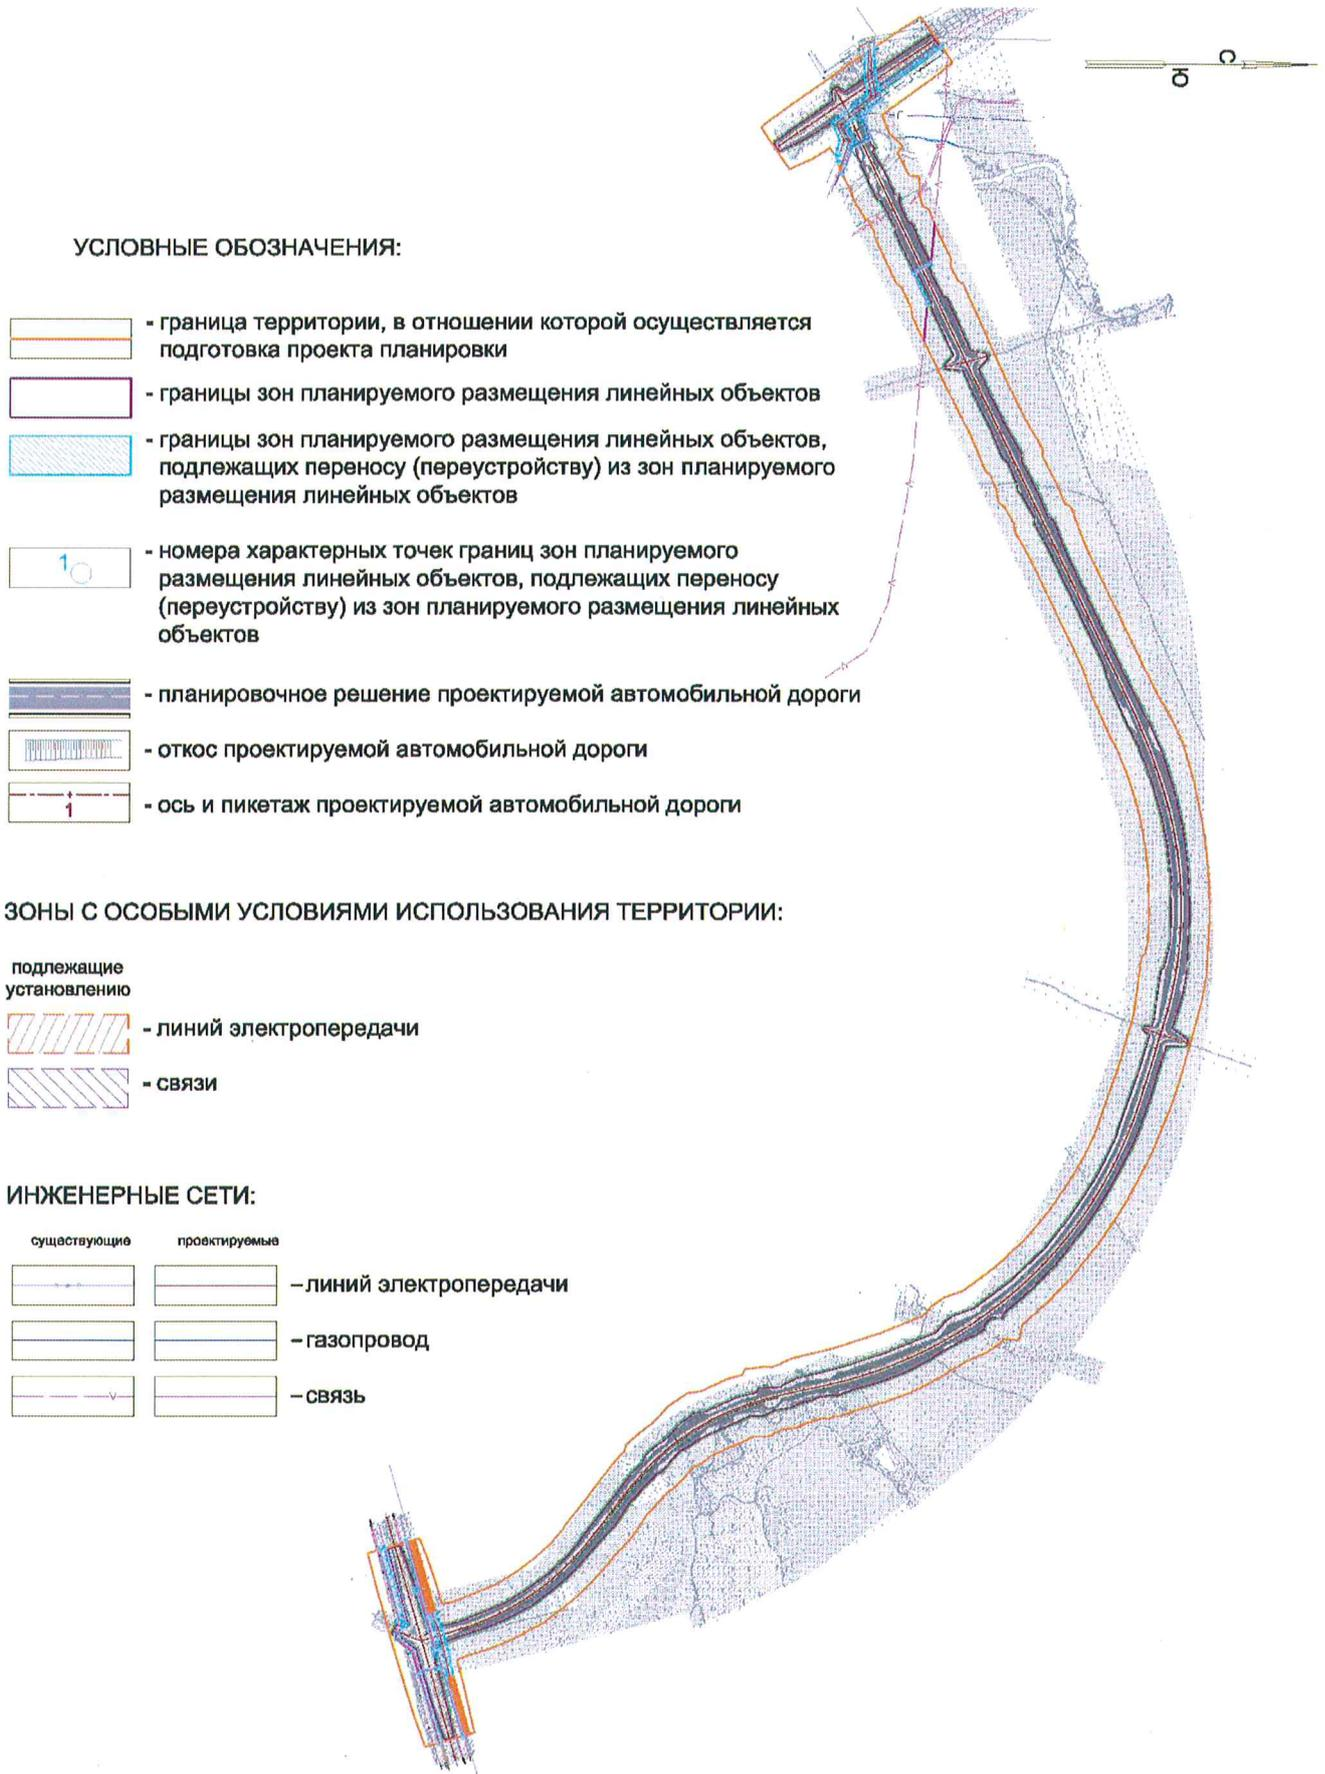 С
Ю
УСЛОВНЫЕ ОБОЗНАЧЕНИЯ:
- граница территории, в отношении которой осуществляется
подготовка проекта планировки
- границы зон планируемого размещения линейных объектов
- границы зон планируемого размещения линейных объектов,
подлежащих переносу (переустройству) из зон планируемого
размещения линейных объектов
1
- номера характерных точек границ зон планируемого
размещения линейных объектов, подлежащих переносу
(переустройству) из зон планируемого размещения линейных
объектов
- планировочное решение проектируемой автомобильной дороги
- откос проектируемой автомобильной дороги
1
- ось и пикетаж проектируемой автомобильной дороги
ЗОНЫ С ОСОБЫМИ УСЛОВИЯМИ ИСПОЛЬЗОВАНИЯ ТЕРРИТОРИИ:
подлежащие
установлению
- линий электропередачи
- связи
ИНЖЕНЕРНЫЕ СЕТИ:
существующие проектируемые
– линий электропередачи
– газопровод
– связь